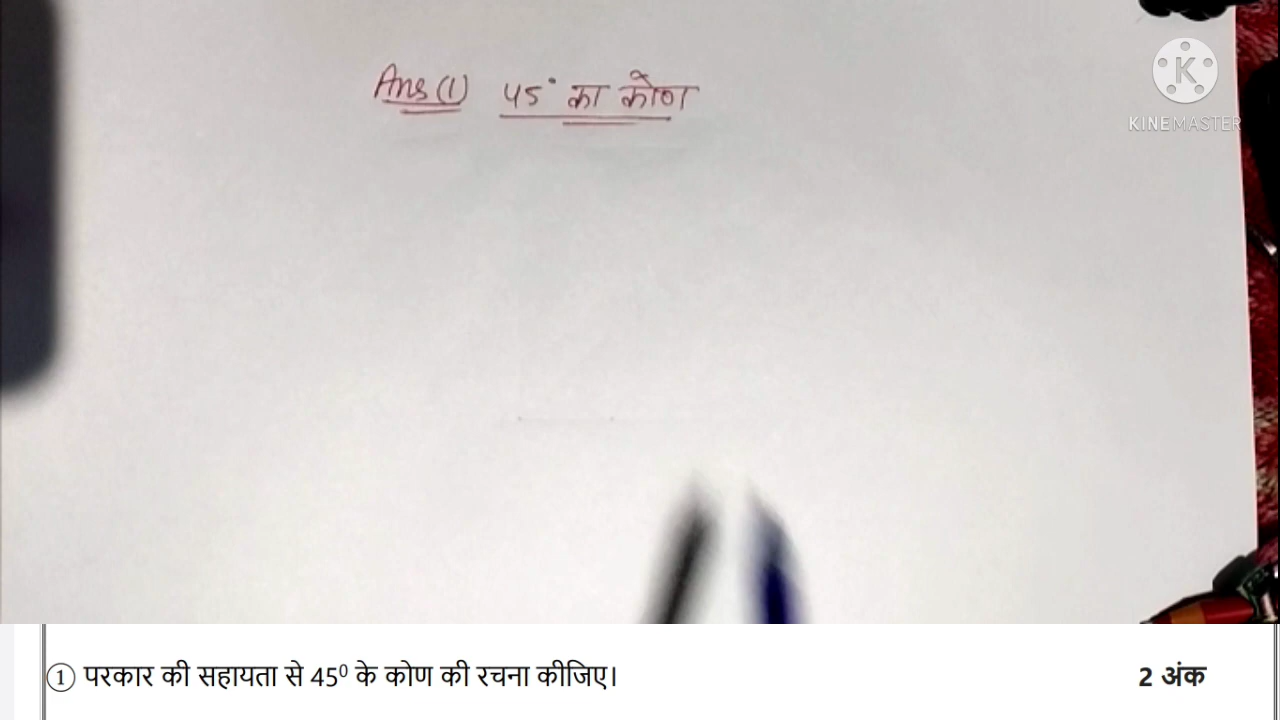 Ans (1) 45° का कोण
KINEMASTER
① परकार की सहायता से 45⁰ के कोण की रचना कीजिए। 2 अंक